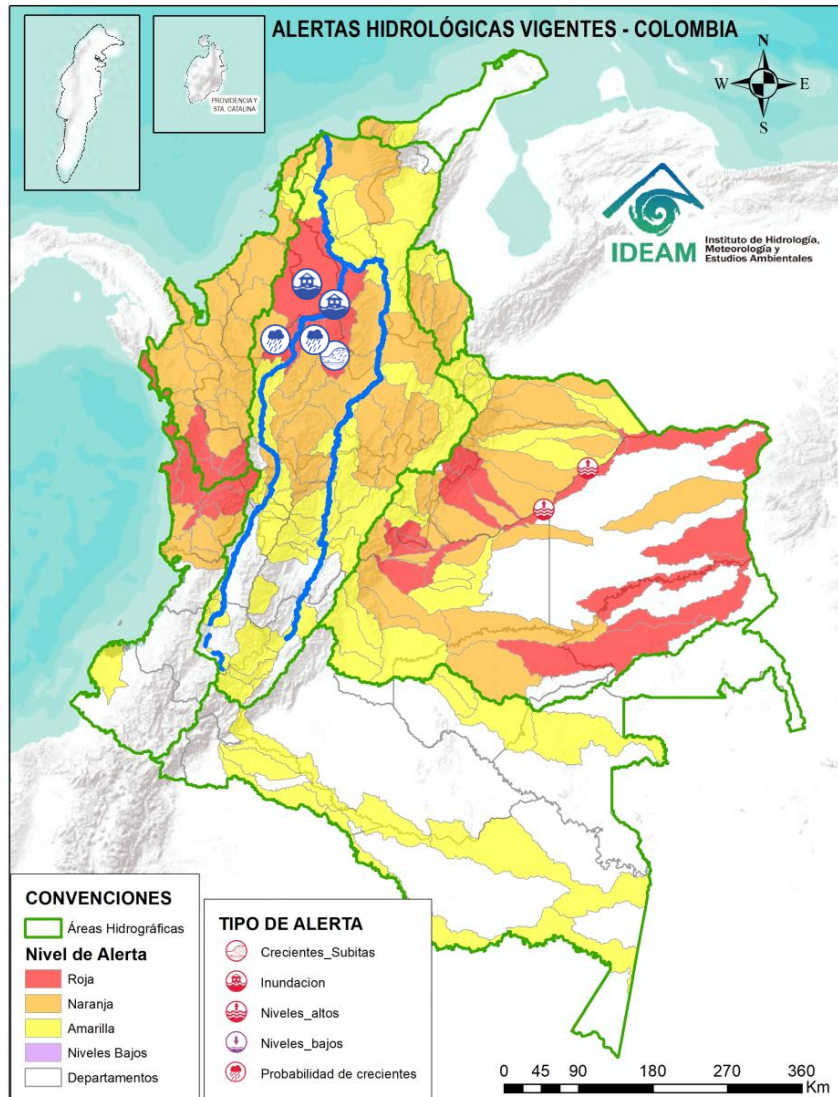 ALERTAS HIDROLÓGICAS VIGENTES - COLOMBIA
PROVIDENCIA Y
STA. CATALINA
N
W
E
S
IDEAM
Instituto de Hidrología,
Meteorología y
Estudios Ambientales
CONVENCIONES
Áreas Hidrográficas
Nivel de Alerta
Roja
Naranja
Amarilla
Niveles Bajos
Departamentos
TIPO DE ALERTA
Crecientes_Subitas
Inundacion
Niveles_altos
Niveles_bajos
Probabilidad de crecientes
0 45 90 180 270 360
Km